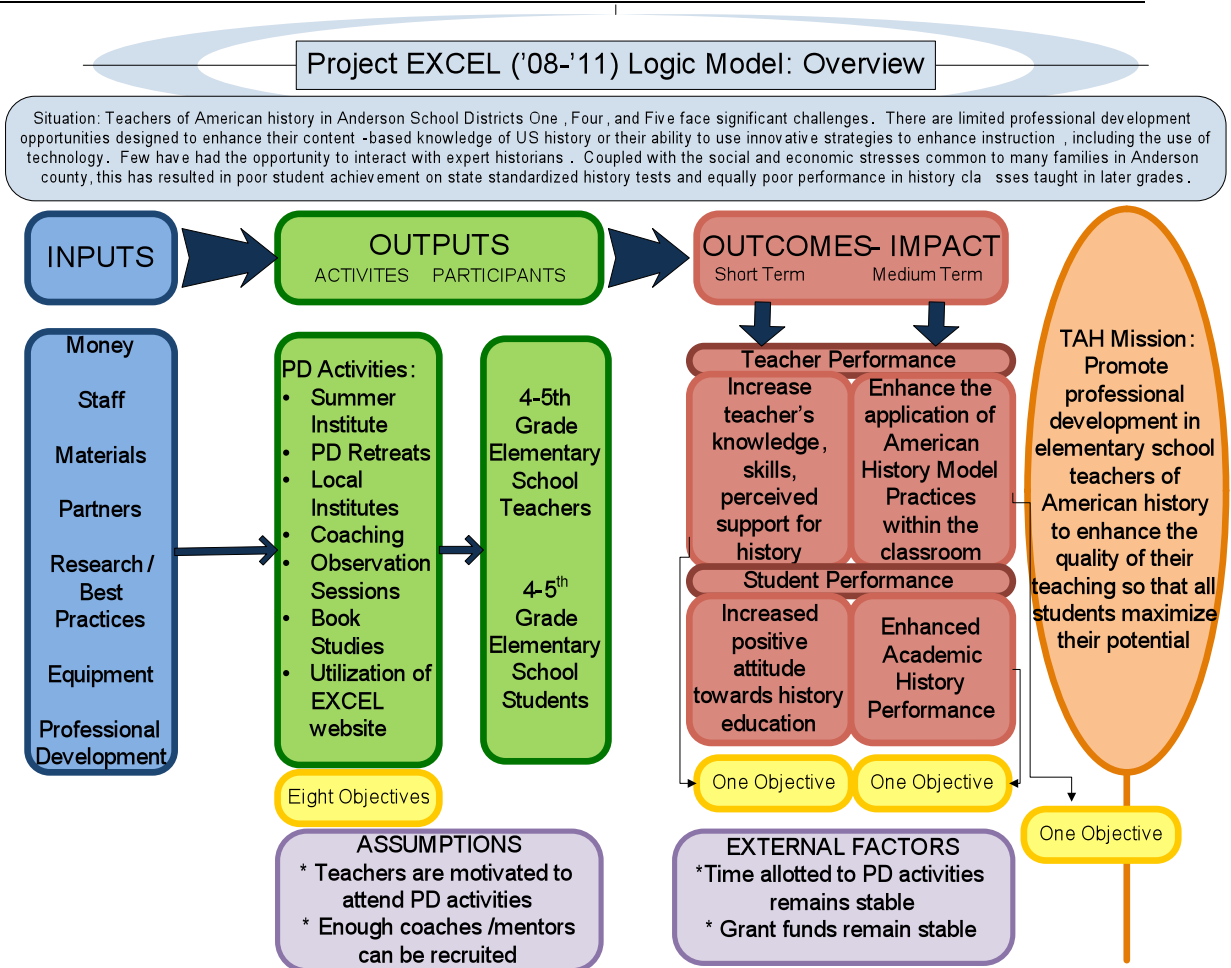 Project EXCEL ('08-'11) Logic Model: Overview
Situation: Teachers of American history in Anderson School Districts One , Four, and Five face significant challenges. There are limited professional development
opportunities designed to enhance their content -based knowledge of US history or their ability to use innovative strategies to enhance instruction , including the use of
technology. Few have had the opportunity to interact with expert historians . Coupled with the social and economic stresses common to many families in Anderson
county, this has resulted in poor student achievement on state standardized history tests and equally poor performance in history cla sses taught in later grades.
INPUTS
OUTPUTS
ACTIVITES PARTICIPANTS
OUTCOMES- IMPACT
Short Term Medium Term
Money
Staff
Materials
Partners
Research /
Best
Practices
Equipment
Professional
Development
PD Activities:
• Summer
Institute
• PD Retreats
• Local
Institutes
• Coaching
• Observation
Sessions
• Book
Studies
• Utilization of
EXCEL
website
4-5th
Grade
Elementary
School
Teachers
4-5th
Grade
Elementary
School
Students
Teacher Performance
Increase
teacher's
knowledge,
skills,
perceived
support for
history
Enhance the
application of
American
History Model
Practices
within the
classroom
Student Performance
Increased
positive
attitude
towards history
education
Enhanced
Academic
History
Performance
TAH Mission:
Promote
professional
development in
elementary school
teachers of
American history
to enhance the
quality of their
teaching so that all
students maximize
their potential
Eight Objectives
One Objective
One Objective
One Objective
ASSUMPTIONS
* Teachers are motivated to
attend PD activities
* Enough coaches /mentors
can be recruited
EXTERNAL FACTORS
*Time allotted to PD activities
remains stable
* Grant funds remain stable